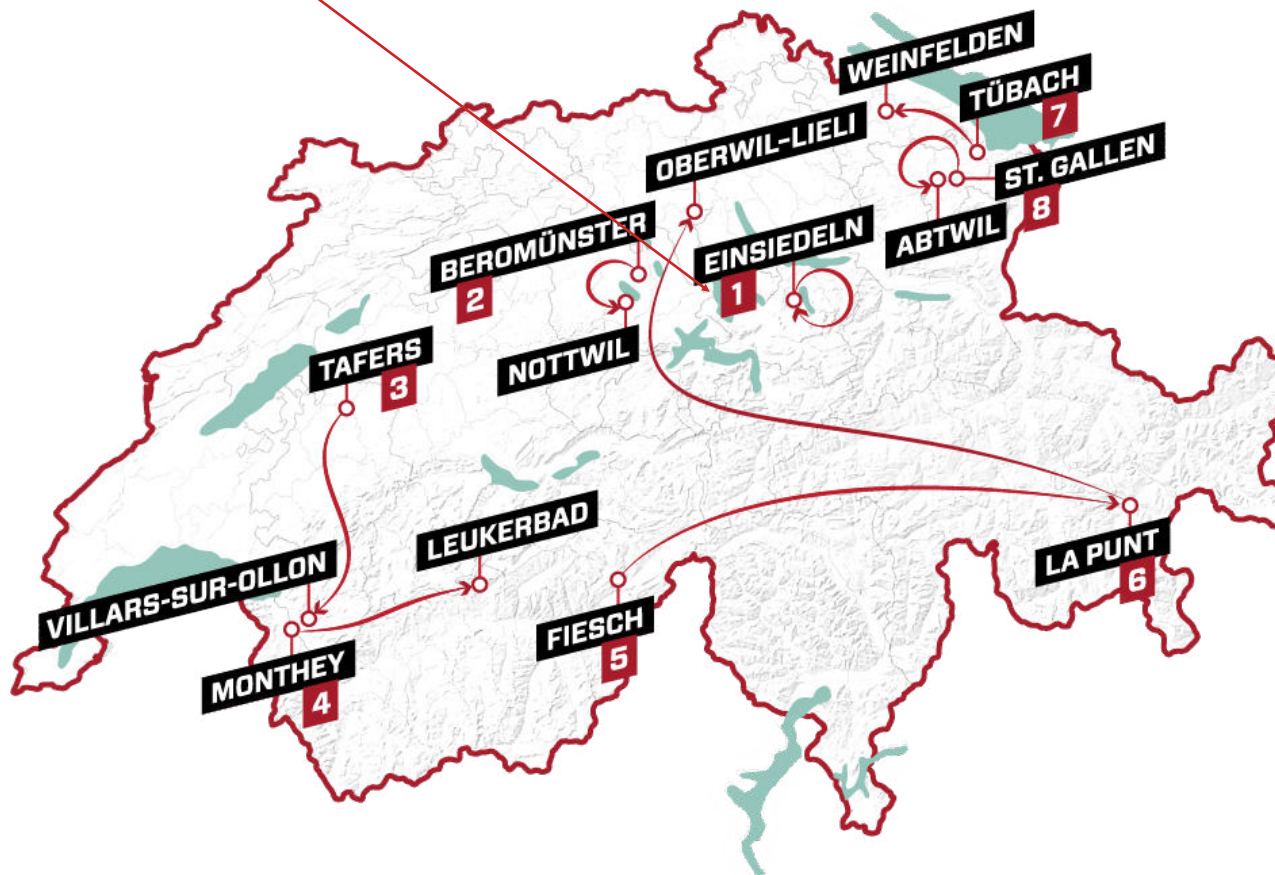 WEINFELDEN
TÜBACH
7
OBERWIL-LIELI
ST. GALLEN
8
ABTWIL
BEROMÜNSTER
2
EINSIEDELN
1
NOTTWIL
TAFERS
3
LEUKERBAD
VILLARS-SUR-OLLON
MONTHEY
4
FIESCH
5
LA PUNT
6